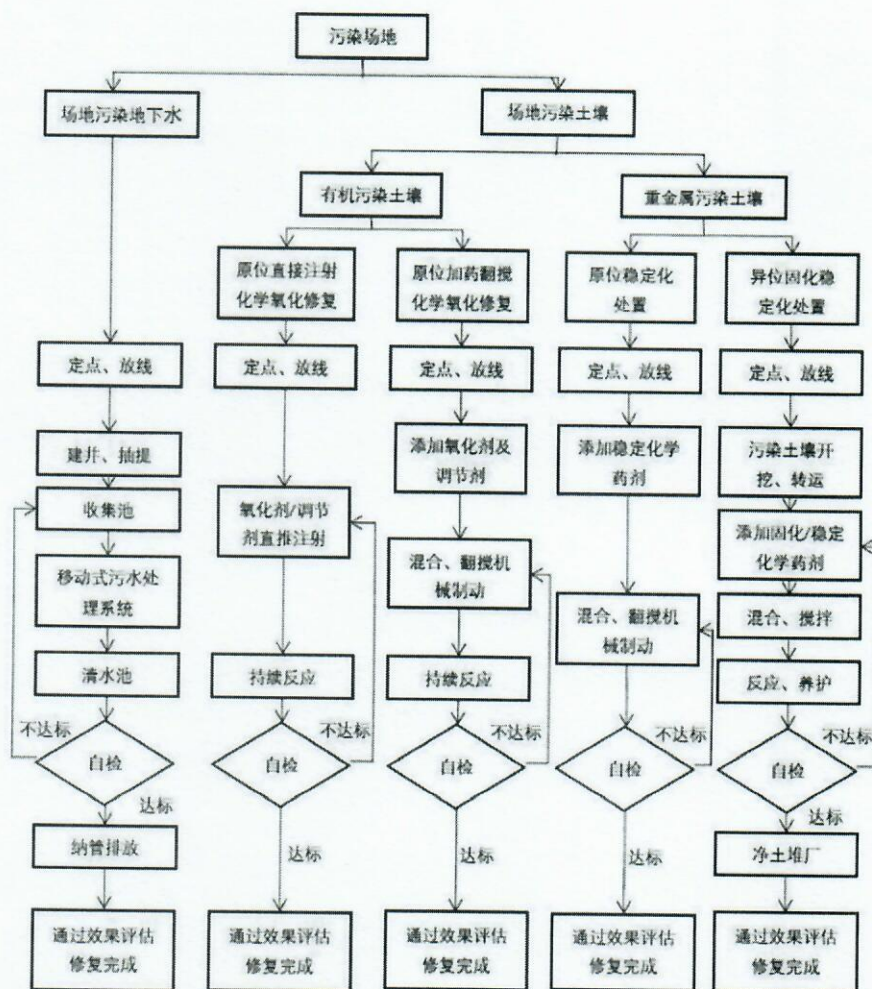 污染场地
场地污染地下水
场地污染土壤
有机污染土壤
重金属污染土壤
原位直接注射
化学氧化修复
原位加药翻搅
化学氧化修复
原位稳定化
处置
异位固化稳
定化处置
定点、放线
定点、放线
定点、放线
定点、放线
定点、放线
建井、抽提
添加氧化剂及
调节剂
添加稳定化学
药剂
污染土壤开
挖、转运
收集池
氧化剂/调节
剂直推注射
添加固化/稳定
化学药剂
移动式污水处
理系统
混合、翻搅机
械制动
混合、翻搅机
械制动
混合、搅拌
清水池
持续反应
持续反应
反应、养护
不达标
不达标
不达标
不达标
不达标
自检
自检
自检
自检
自检
达标
达标
达标
达标
达标
纳管排放
净土堆厂
通过效果评估
修复完成
通过效果评估
修复完成
通过效果评估
修复完成
通过效果评估
修复完成
通过效果评估
修复完成